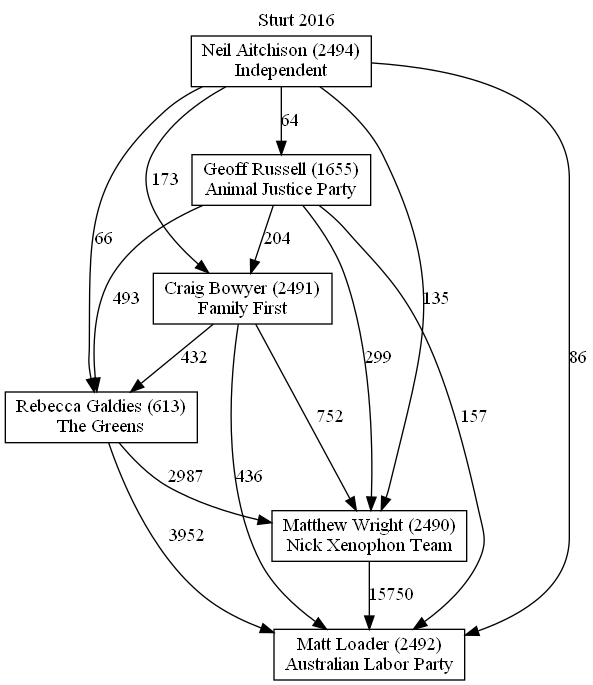 Sturt 2016
Neil Aitchison (2494)
Independent
64
Geoff Russell (1655)
Animal Justice Party
173
66
204
493
135
Craig Bowyer (2491)
Family First
432
299
86
Rebecca Galdies (613)
The Greens
752
157
2987
436
Matthew Wright (2490)
Nick Xenophon Team
3952
15750
Matt Loader (2492)
Australian Labor Party